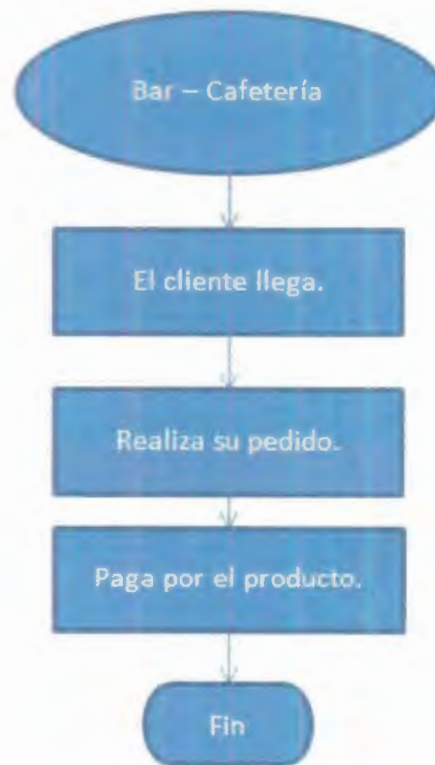 Bar – Cafetería
El cliente llega.
Realiza su pedido.
Paga por el producto.
Fin